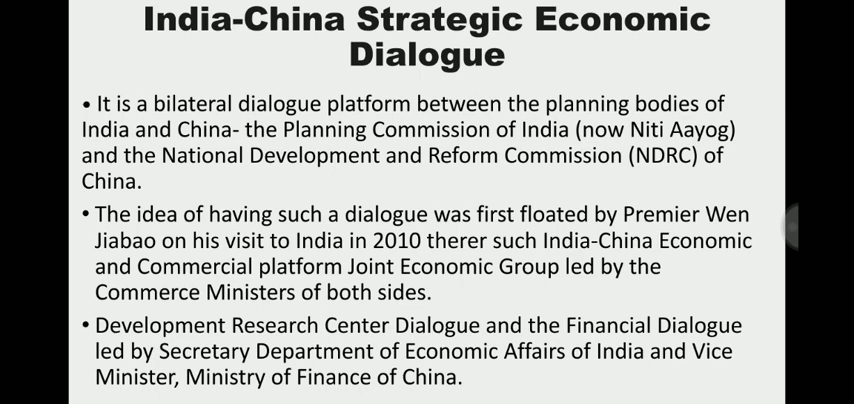 India-China Strategic Economic
Dialogue
• It is a bilateral dialogue platform between the planning bodies of
India and China- the Planning Commission of India (now Niti Aayog)
and the National Development and Reform Commission (NDRC) of
China.
• The idea of having such a dialogue was first floated by Premier Wen
Jiabao on his visit to India in 2010 therer such India-China Economic
and Commercial platform Joint Economic Group led by the
Commerce Ministers of both sides.
• Development Research Center Dialogue and the Financial Dialogue
led by Secretary Department of Economic Affairs of India and Vice
Minister, Ministry of Finance of China.